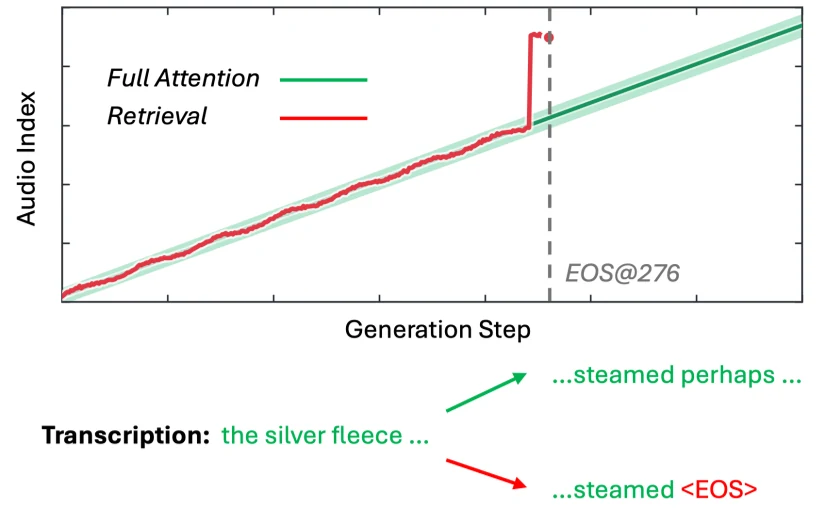 Full Attention
Retrieval
Audio Index
EOS@276
Generation Step
...steamed perhaps ...
Transcription: the silver fleece ...
...steamed <EOS>